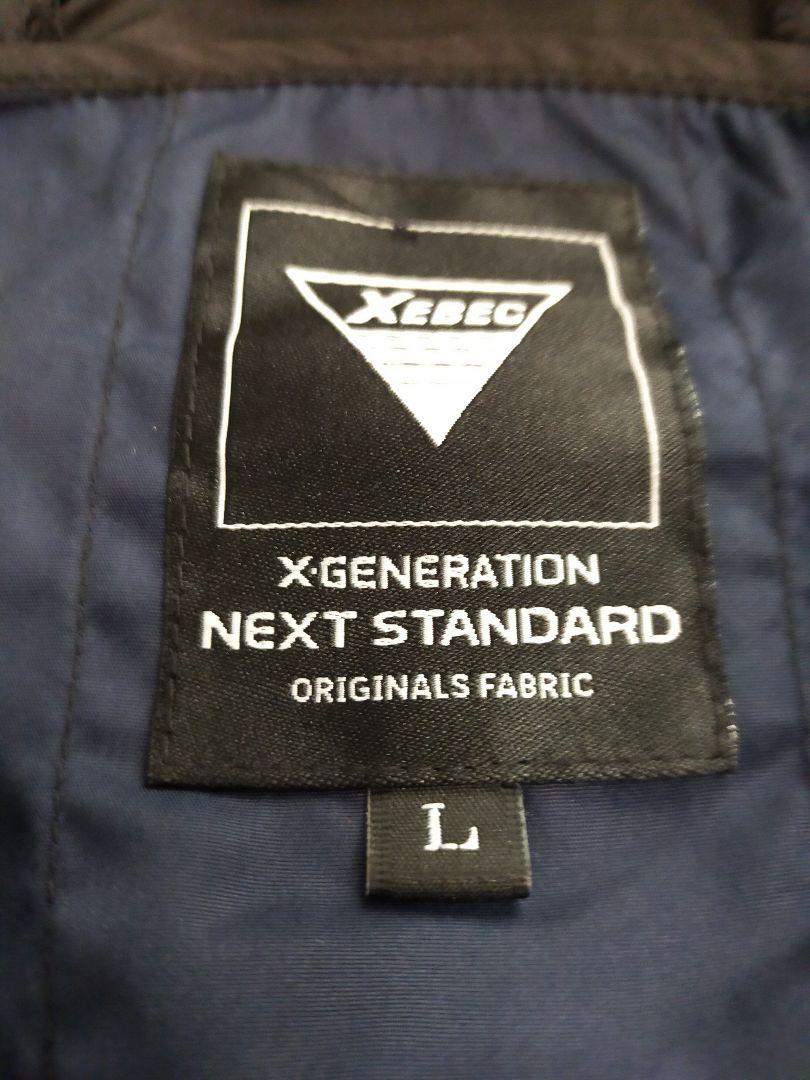 XEBEC
X·GENERATION
NEXT STANDARD
ORIGINALS FABRIC
L